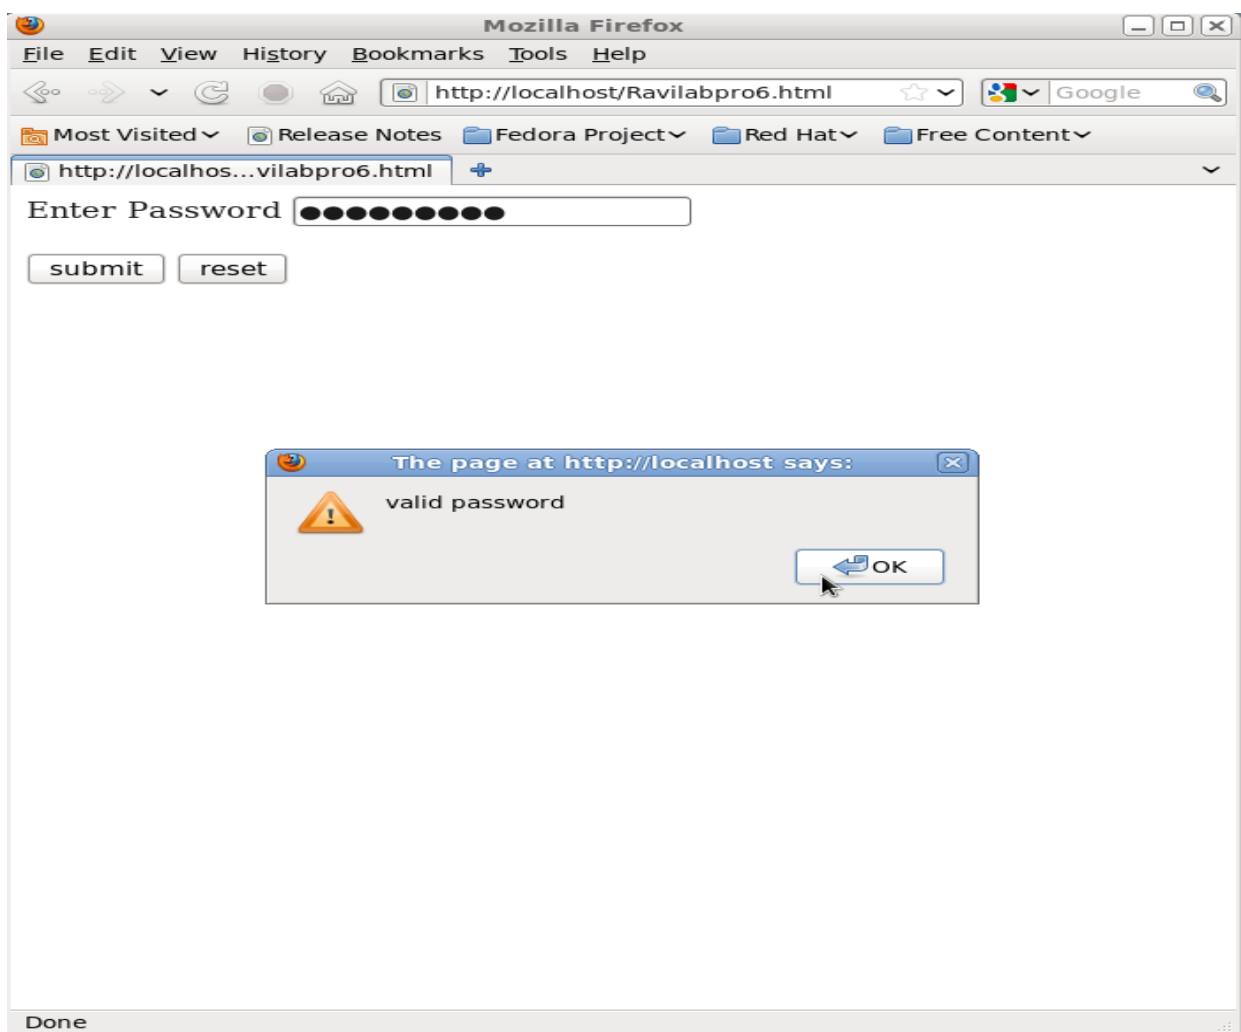 Mozilla Firefox
File Edit View History Bookmarks Tools Help
http://localhost/Ravilabpro6.html Google
Most Visited Release Notes Fedora Project Red Hat Free Content
http://localhos...vilabpro6.html
Enter Password ●●●●●●●●●
submit reset
The page at http://localhost says:
valid password
OK
Done